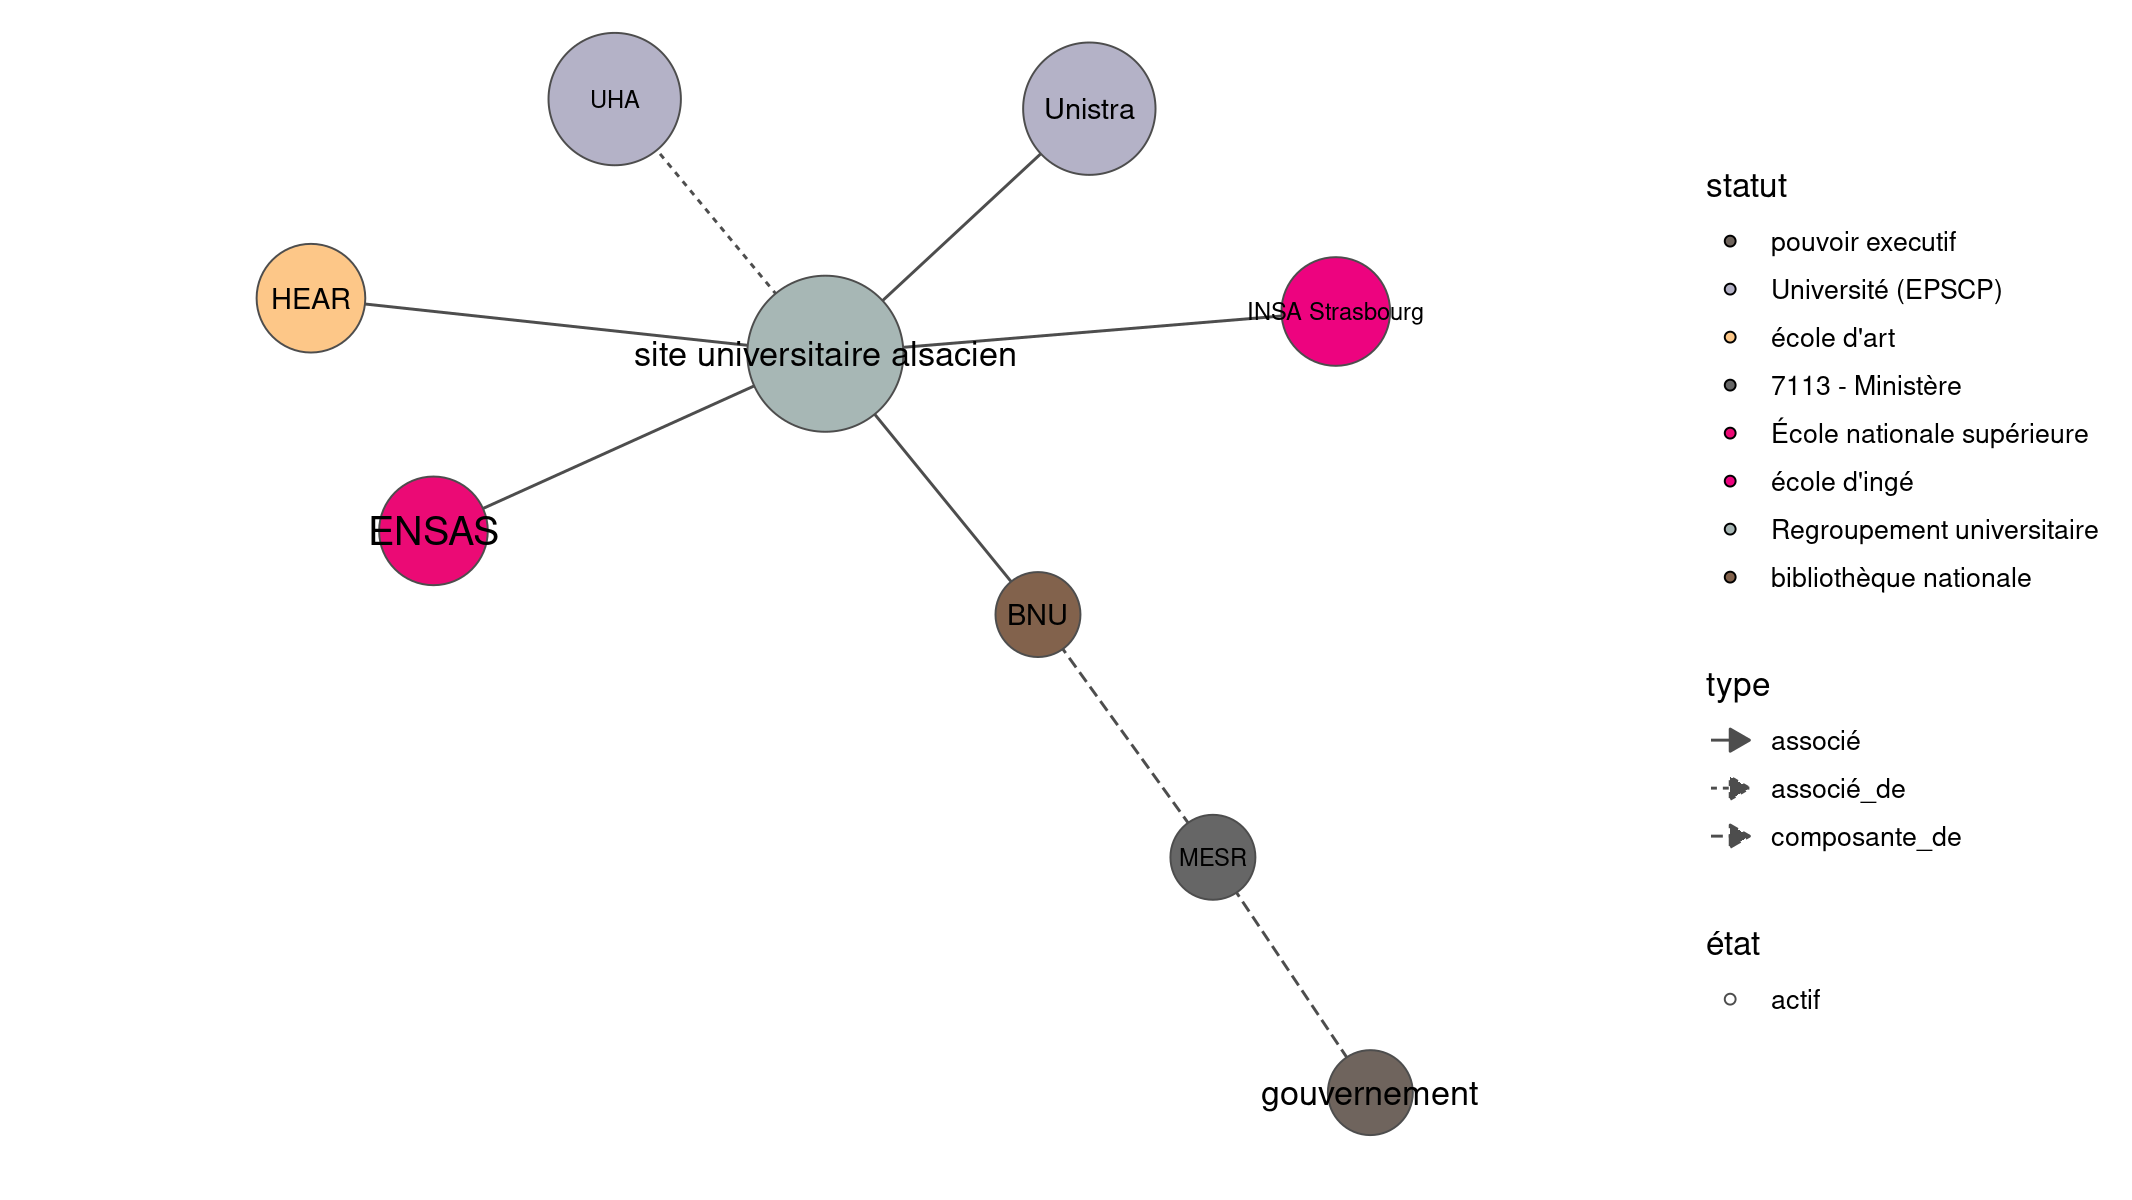 UHA
Unistra
HEAR
INSA Strasbourg
site universitaire alsacien
ENSAS
BNU
MESR
gouvernement
statut
pouvoir executif
Université (EPSCP)
école d'art
7113 - Ministère
École nationale supérieure
école d'ingé
Regroupement universitaire
bibliothèque nationale
type
associé
associé_de
composante_de
état
actif